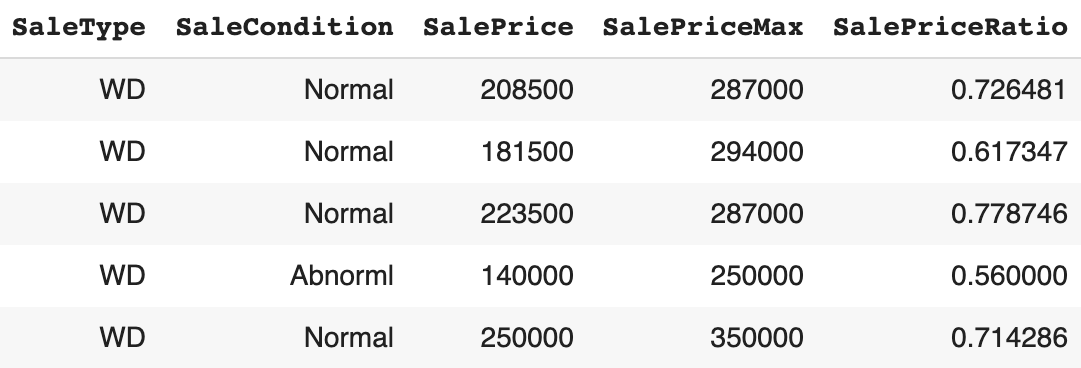 SaleType SaleCondition SalePrice SalePriceMax SalePriceRatio
WD Normal 208500 287000 0.726481
WD Normal 181500 294000 0.617347
WD Normal 223500 287000 0.778746
WD Abnorml 140000 250000 0.560000
WD Normal 250000 350000 0.714286